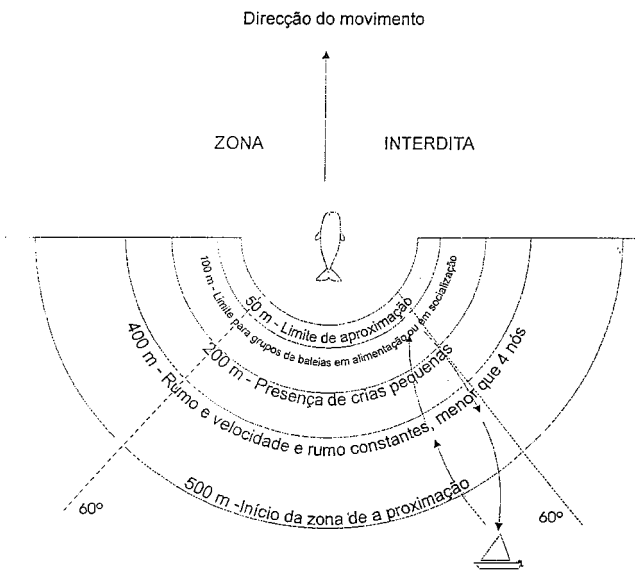 Direcção do movimento
ZONA INTERDITA
50 m - Limite de aproximação
100 m - Limite para grupos de baleias em alimentação ou em socialização
200 m - Presença de crias pequenas
400 m - Rumo e velocidade e rumo constantes, menor que 4 nós
500 m -Início da zona de a proximação
60º
60º